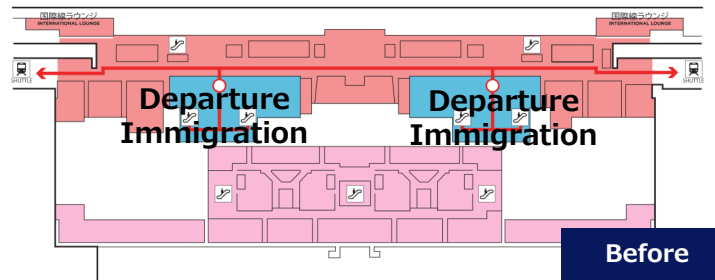 国際線ラウンジ
INTERNATIONAL LOUNGE
国際線ラウンジ
INTERNATIONAL LOUNGE
SHUTTLE
SHUTTLE
Departure
Immigration
Departure
Immigration
Before